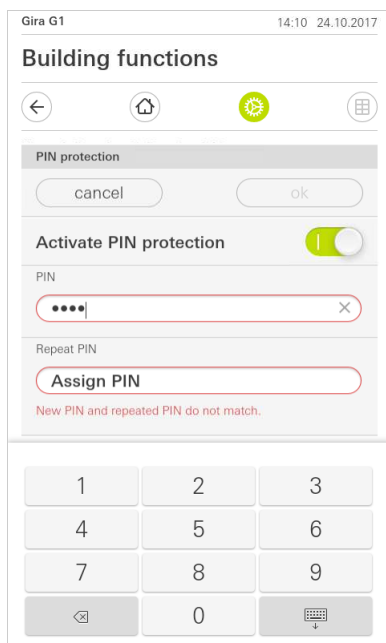 Gira G1 14:10 24.10.2017
Building functions
PIN protection
cancel ok
Activate PIN protection
PIN
••••
Repeat PIN
Assign PIN
New PIN and repeated PIN do not match.
1 2 3
4 5 6
7 8 9
0